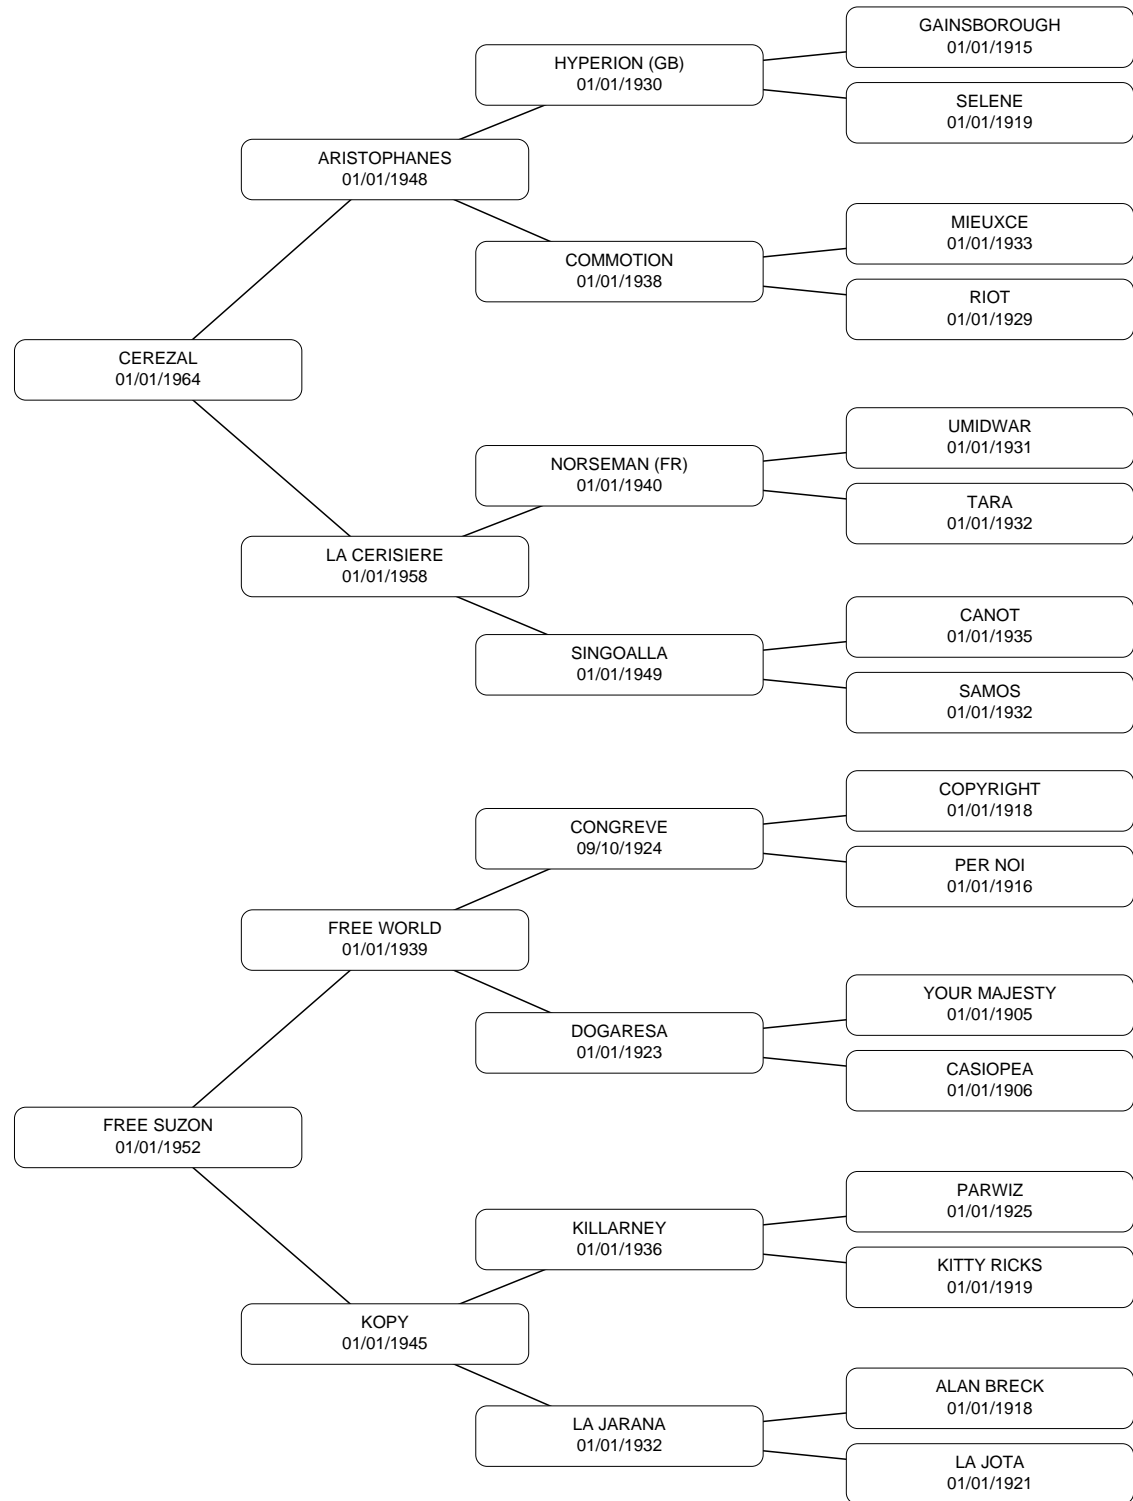 GAINSBOROUGH
01/01/1915
HYPERION (GB)
01/01/1930
SELENE
01/01/1919
ARISTOPHANES
01/01/1948
MIEUXCE
01/01/1933
COMMOTION
01/01/1938
RIOT
01/01/1929
CEREZAL
01/01/1964
UMIDWAR
01/01/1931
NORSEMAN (FR)
01/01/1940
TARA
01/01/1932
LA CERISIERE
01/01/1958
CANOT
01/01/1935
SINGOALLA
01/01/1949
SAMOS
01/01/1932
COPYRIGHT
01/01/1918
CONGREVE
09/10/1924
PER NOI
01/01/1916
FREE WORLD
01/01/1939
YOUR MAJESTY
01/01/1905
DOGARESA
01/01/1923
CASIOPEA
01/01/1906
FREE SUZON
01/01/1952
PARWIZ
01/01/1925
KILLARNEY
01/01/1936
KITTY RICKS
01/01/1919
KOPY
01/01/1945
ALAN BRECK
01/01/1918
LA JARANA
01/01/1932
LA JOTA
01/01/1921